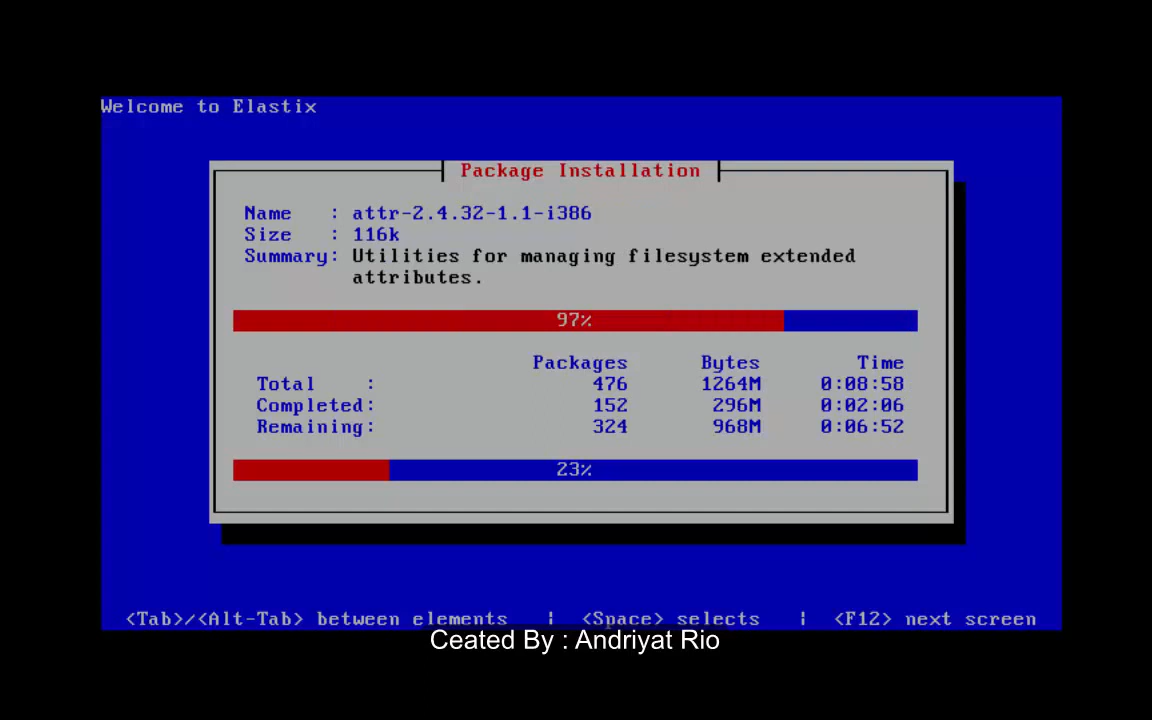 Welcome to Elastix
Package Installation
Name : attr-2.4.32-1.1-i386
Size : 116k
Summary: Utilities for managing filesystem extended
attributes.
97%
Packages Bytes Time
Total : 476 1264M 0:08:58
Completed: 152 296M 0:02:06
Remaining: 324 968M 0:06:52
23%
<Tab>/<Alt-Tab> between elements | <Space> selects | <F12> next screen
Ceated By : Andriyat Rio